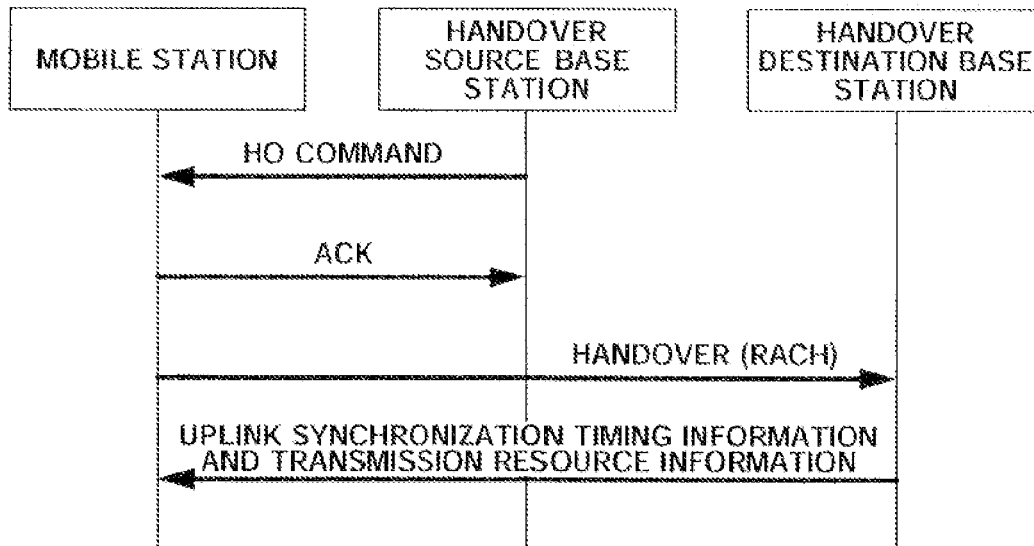 MOBILE STATION
HANDOVER
SOURCE BASE
STATION
HANDOVER
DESTINATION BASE
STATION
HO COMMAND
ACK
HANDOVER (RACH)
UPLINK SYNCHRONIZATION TIMING INFORMATION
AND TRANSMISSION RESOURCE INFORMATION